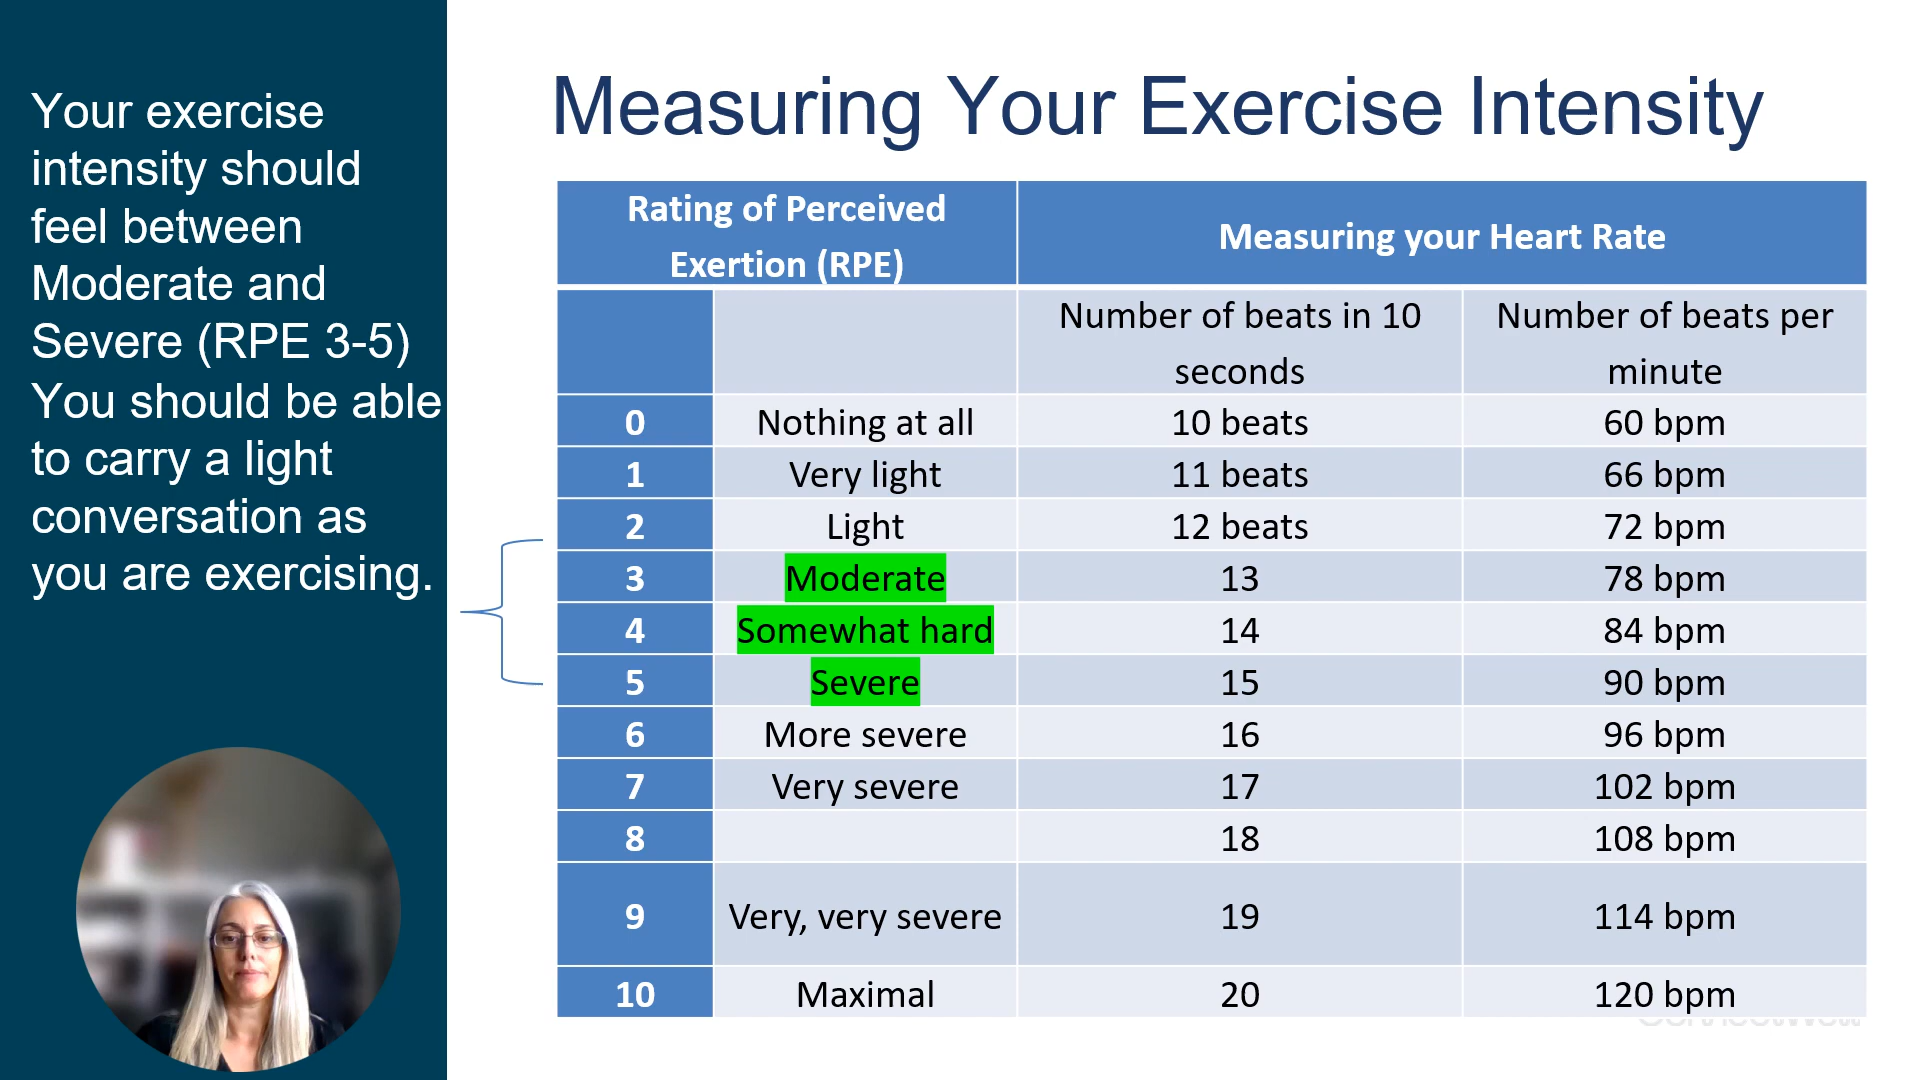 Your exercise
intensity should
feel between
Moderate and
Severe (RPE 3-5)
You should be able
to carry a light
conversation as
you are exercising.
Measuring Your Exercise Intensity
Rating of Perceived
Exertion (RPE)
Measuring your Heart Rate
Number of beats in 10
seconds
Number of beats per
minute
0 Nothing at all 10 beats 60 bpm
1 Very light 11 beats 66 bpm
2 Light 12 beats 72 bpm
3 Moderate 13 78 bpm
4 Somewhat hard 14 84 bpm
5 Severe 15 90 bpm
6 More severe 16 96 bpm
7 Very severe 17 102 bpm
8 18 108 bpm
9 Very, very severe 19 114 bpm
10 Maximal 20 120 bpm